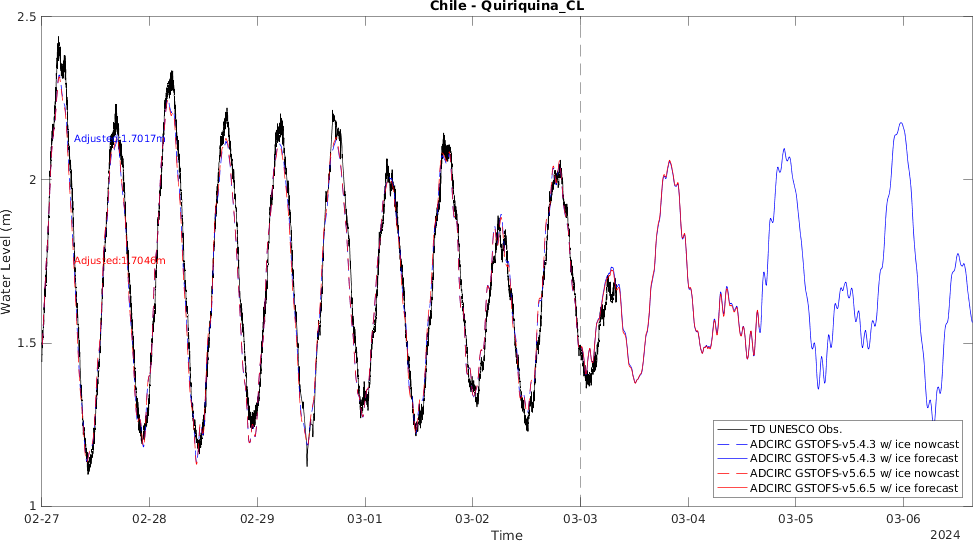 Chile - Quiriquina_CL
2.5
2
1.5
1
Water Level (m)
Adjusted:1.7017m
Adjusted:1.7046m
TD UNESCO Obs.
ADCIRC GSTOFS-v5.4.3 w/ ice nowcast
ADCIRC GSTOFS-v5.4.3 w/ ice forecast
ADCIRC GSTOFS-v5.6.5 w/ ice nowcast
ADCIRC GSTOFS-v5.6.5 w/ ice forecast
02-27 02-28 02-29 03-01 03-02 03-03 03-04 03-05 03-06
Time
2024